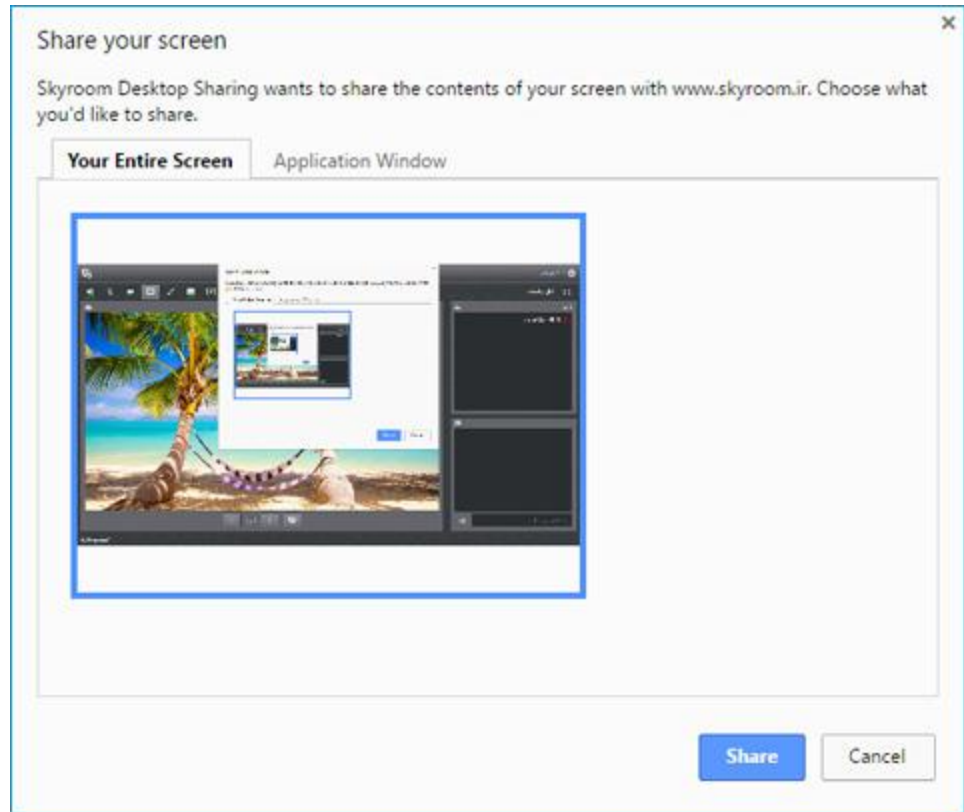 Share your screen
Skyroom Desktop Sharing wants to share the contents of your screen with www.skyroom.ir. Choose what
you'd like to share.
Your Entire Screen
Application Window
Share
Cancel